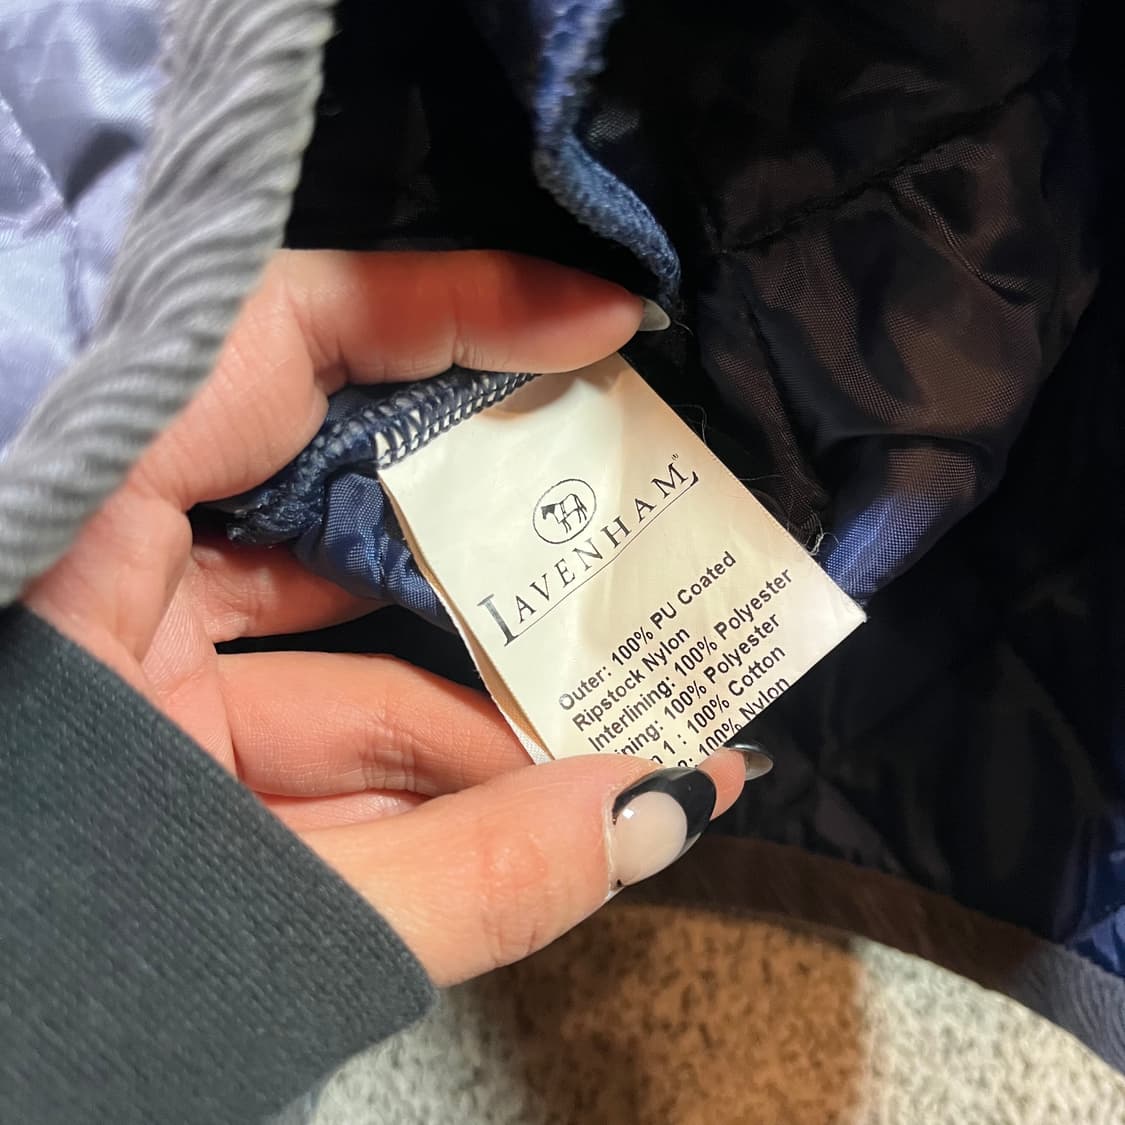 LAVENHAM
Outer: 100% PU Coated
Ripstock Nylon
Interlining: 100% Polyester
100% Polyester
1 : 100% Cotton
100% Nylon